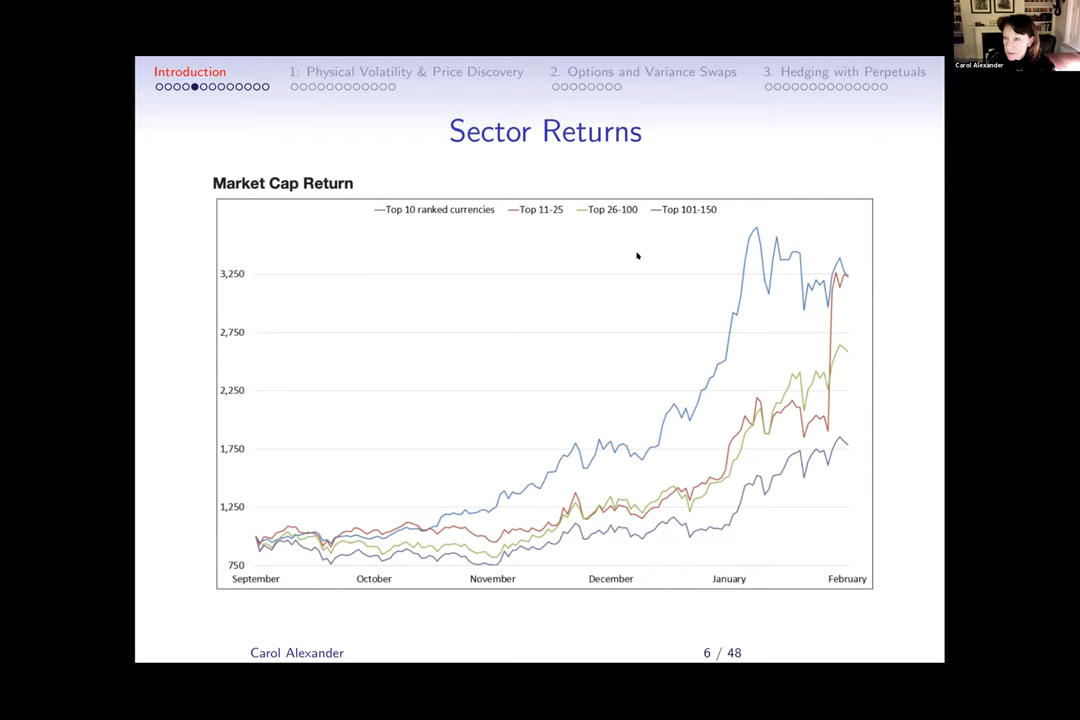 Introduction 1: Physical Volatility & Price Discovery 2. Options and Variance Swaps 3. Hedging with Perpetuals
Carol Alexander
Sector Returns
Market Cap Return
Top 10 ranked currencies Top 11-25 Top 26-100 Top 101-150
3,250
2,750
2,250
1,750
1,250
750
September October November December January February
Carol Alexander 6 / 48